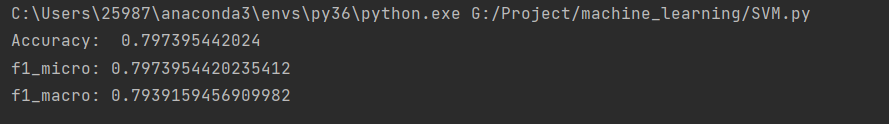 C:\Users\25987\anaconda3\envs\py36\python.exe G:/Project/machine_learning/SVM.py
Accuracy:  0.797395442024
f1_micro: 0.7973954420235412
f1_macro: 0.7939159456909982